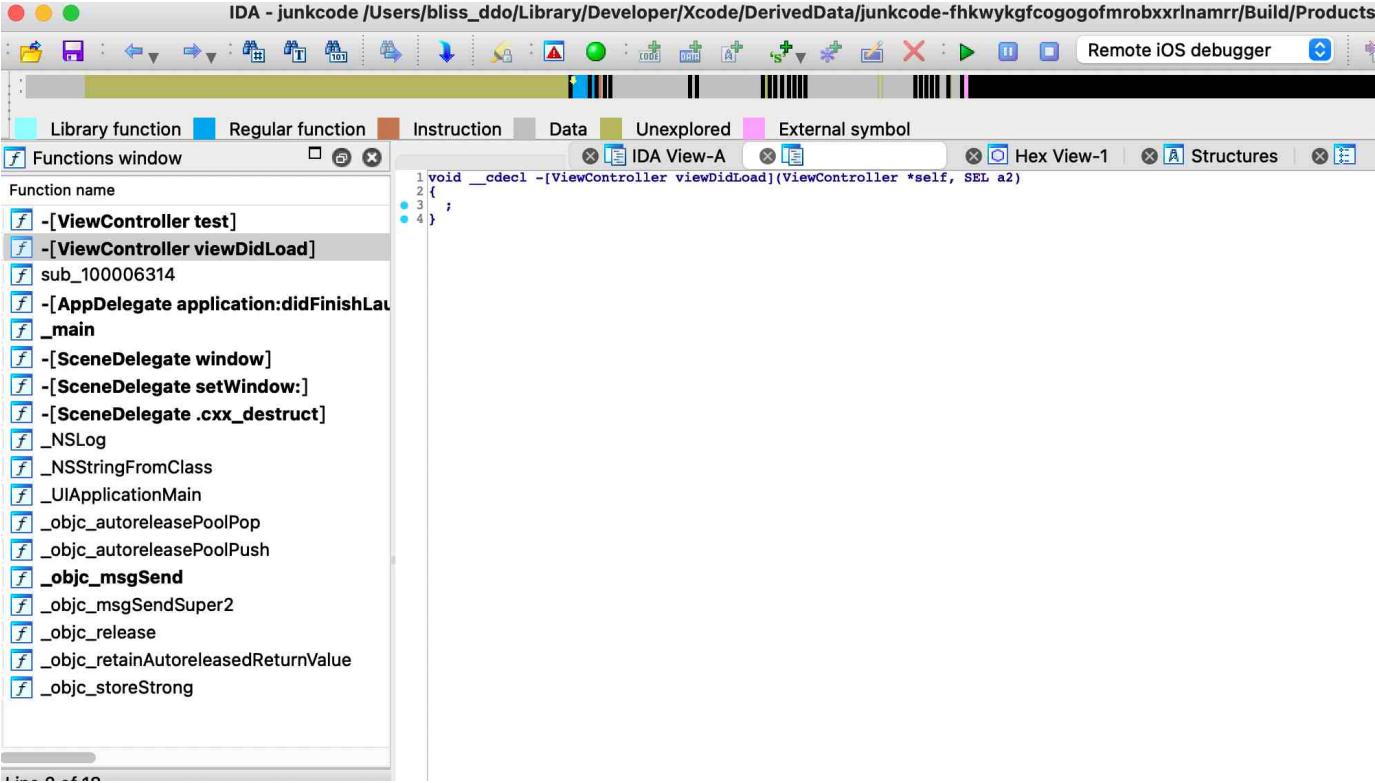 IDA - junkcode /Users/bliss_ddo/Library/Developer/Xcode/DerivedData/junkcode-fhkwykgfcogogofmrobxxrlnamrr/Build/Products
Remote iOS debugger
Library function Regular function Instruction Data Unexplored External symbol
Functions window
IDA View-A Hex View-1 Structures
Function name
-[ViewController test]
-[ViewController viewDidLoad]
sub_100006314
-[AppDelegate application:didFinishLau
_main
-[SceneDelegate window]
-[SceneDelegate setWindow:]
-[SceneDelegate .cxx_destruct]
_NSLog
_NSStringFromClass
_UIApplicationMain
_objc_autoreleasePoolPop
_objc_autoreleasePoolPush
_objc_msgSend
_objc_msgSendSuper2
_objc_release
_objc_retainAutoreleasedReturnValue
_objc_storeStrong
1 void __cdecl -[ViewController viewDidLoad](ViewController *self, SEL a2)
2 {
3 ;
4 }